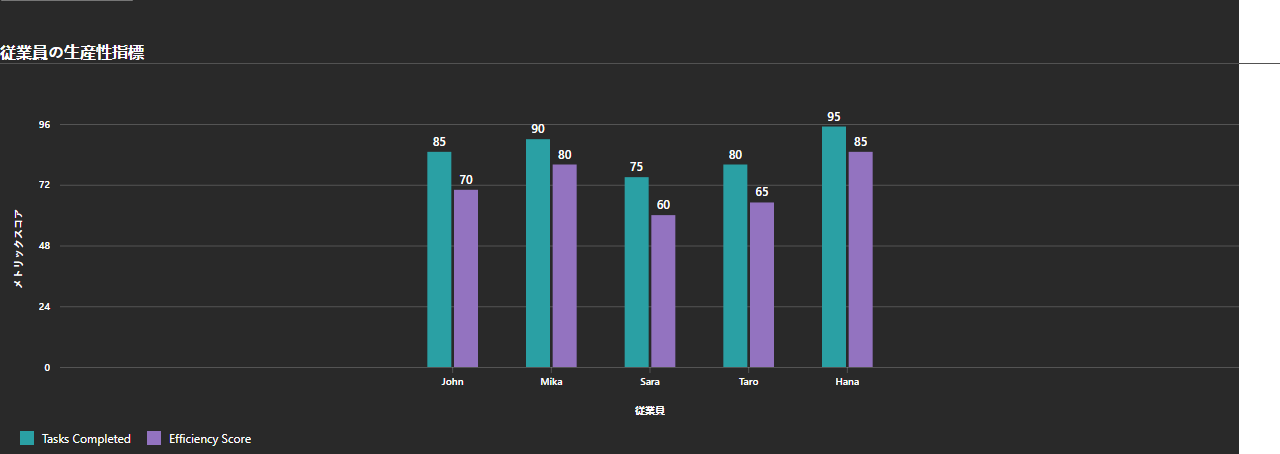 従業員の生産性指標
メトリックスコア
96
72
48
24
0
85
70
90
80
75
60
80
65
95
85
John
Mika
Sara
Taro
Hana
従業員
Tasks Completed
Efficiency Score